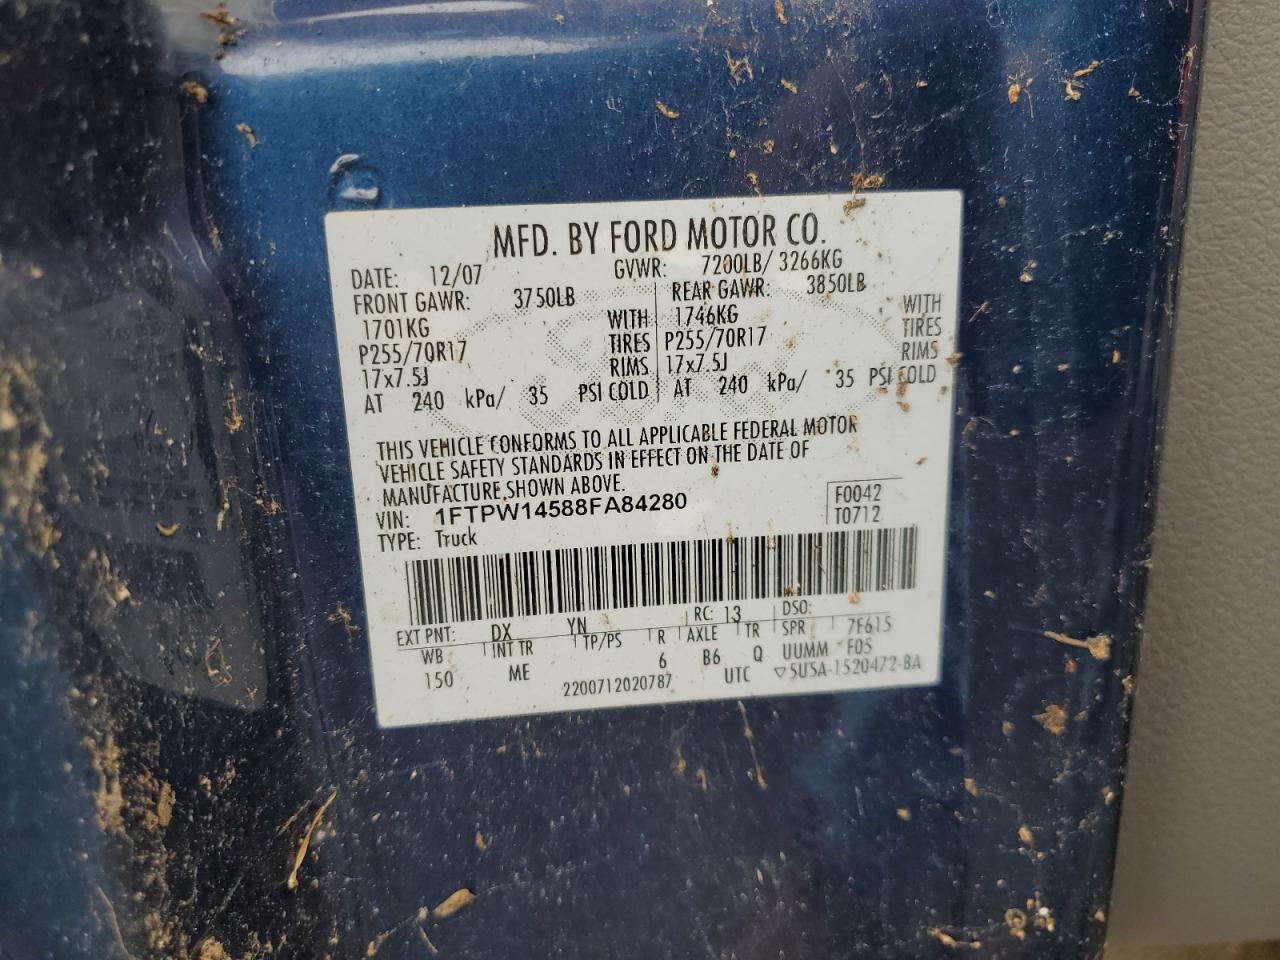 MFD. BY FORD MOTOR CO.
DATE: 12/07 GVWR: 7200LB/ 3266KG
FRONT GAWR: 3750LB REAR GAWR: 3850LB
1701KG WITH 1746KG WITH
P255/70R17 TIRES P255/70R17 TIRES
17x7.5J RIMS 17x7.5J RIMS
AT 240 kPa/ 35 PSI COLD AT 240 kPa/ 35 PSI COLD
THIS VEHICLE CONFORMS TO ALL APPLICABLE FEDERAL MOTOR
VEHICLE SAFETY STANDARDS IN EFFECT ON THE DATE OF
MANUFACTURE SHOWN ABOVE.
VIN: 1FTPW14588FA84280 F0042
TYPE: Truck T0712
EXT PNT: DX YN RC: 13 DSO:
WB INT TR TP/PS R AXLE TR SPR 7F615
150 ME 6 B6 Q UUMM F05
2200712020787 UTC ▽5U5A-1520472-BA